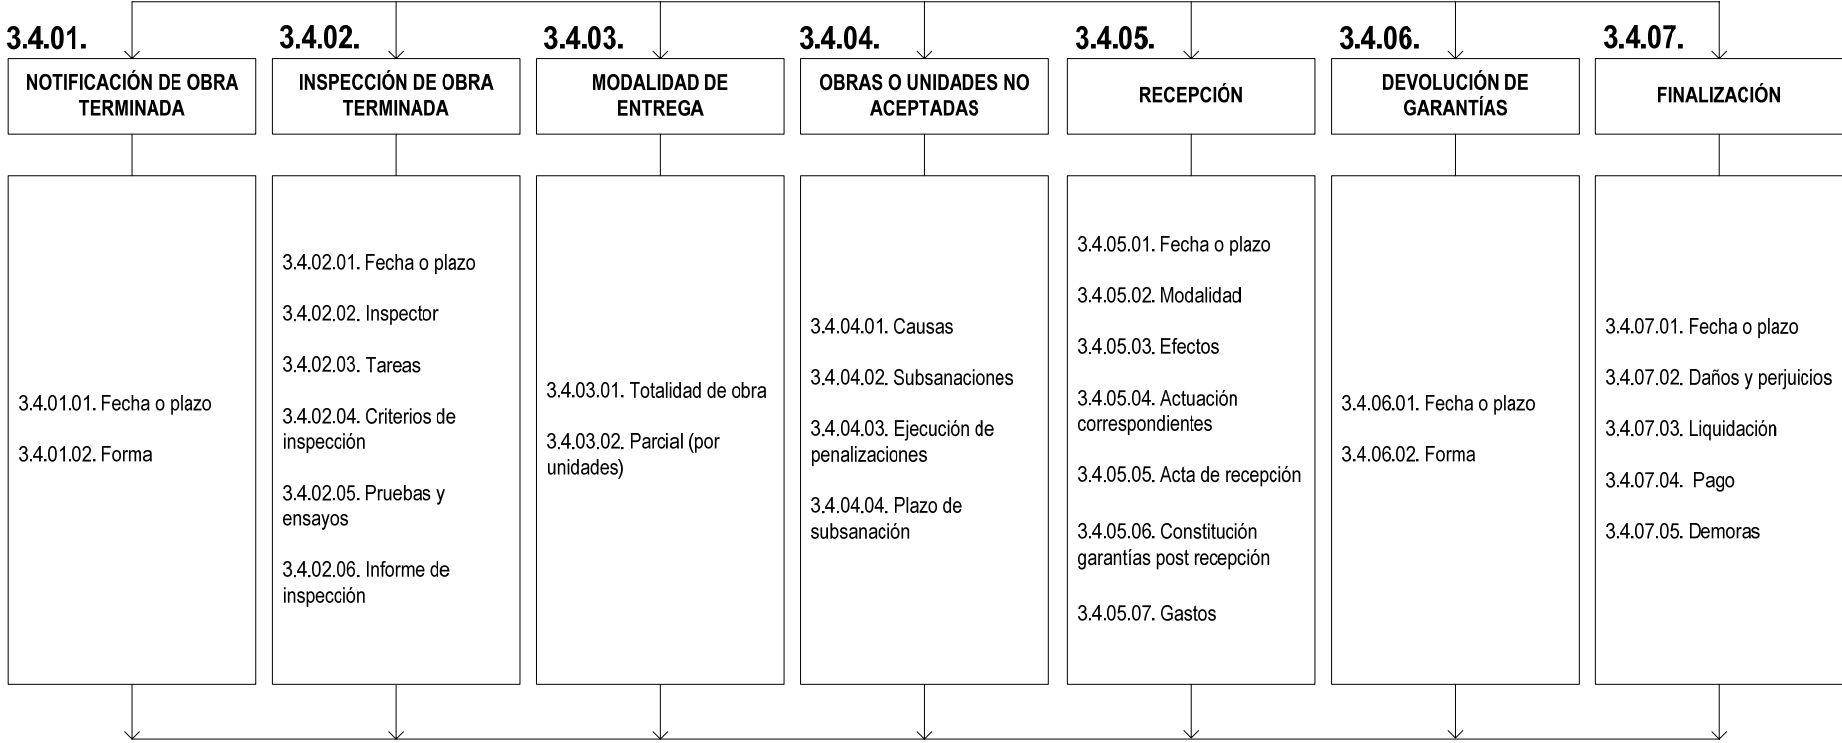 3.4.01.
NOTIFICACIÓN DE OBRA
TERMINADA
3.4.01.01. Fecha o plazo
3.4.01.02. Forma
3.4.02.
INSPECCIÓN DE OBRA
TERMINADA
3.4.02.01. Fecha o plazo
3.4.02.02. Inspector
3.4.02.03. Tareas
3.4.02.04. Criterios de
inspección
3.4.02.05. Pruebas y
ensayos
3.4.02.06. Informe de
inspección
3.4.03.
MODALIDAD DE
ENTREGA
3.4.03.01. Totalidad de obra
3.4.03.02. Parcial (por
unidades)
3.4.04.
OBRAS O UNIDADES NO
ACEPTADAS
3.4.04.01. Causas
3.4.04.02. Subsanaciones
3.4.04.03. Ejecución de
penalizaciones
3.4.04.04. Plazo de
subsanación
3.4.05.
RECEPCIÓN
3.4.05.01. Fecha o plazo
3.4.05.02. Modalidad
3.4.05.03. Efectos
3.4.05.04. Actuación
correspondientes
3.4.05.05. Acta de recepción
3.4.05.06. Constitución
garantías post recepción
3.4.05.07. Gastos
3.4.06.
DEVOLUCIÓN DE
GARANTÍAS
3.4.06.01. Fecha o plazo
3.4.06.02. Forma
3.4.07.
FINALIZACIÓN
3.4.07.01. Fecha o plazo
3.4.07.02. Daños y perjuicios
3.4.07.03. Liquidación
3.4.07.04. Pago
3.4.07.05. Demoras